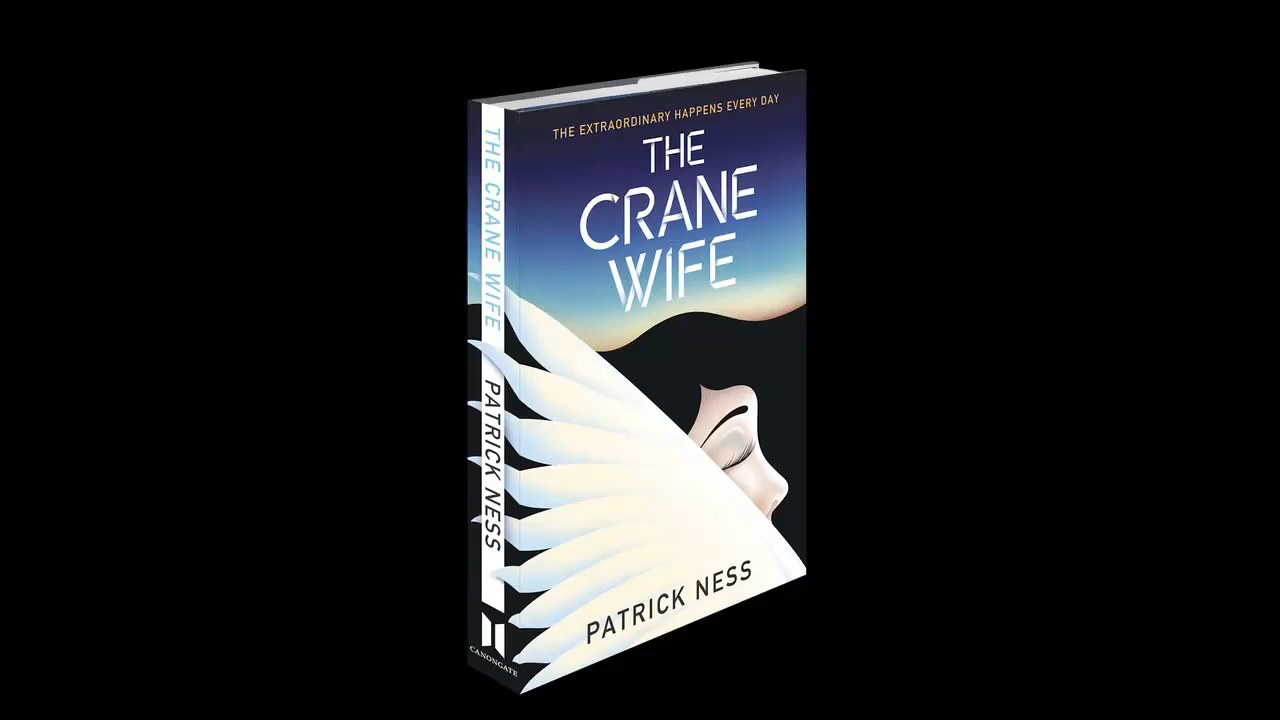 THE EXTRAORDINARY HAPPENS EVERY DAY
THE
CRANE
WIFE
PATRICK NESS
THE CRANE WIFE PATRICK NESS
CANONGATE